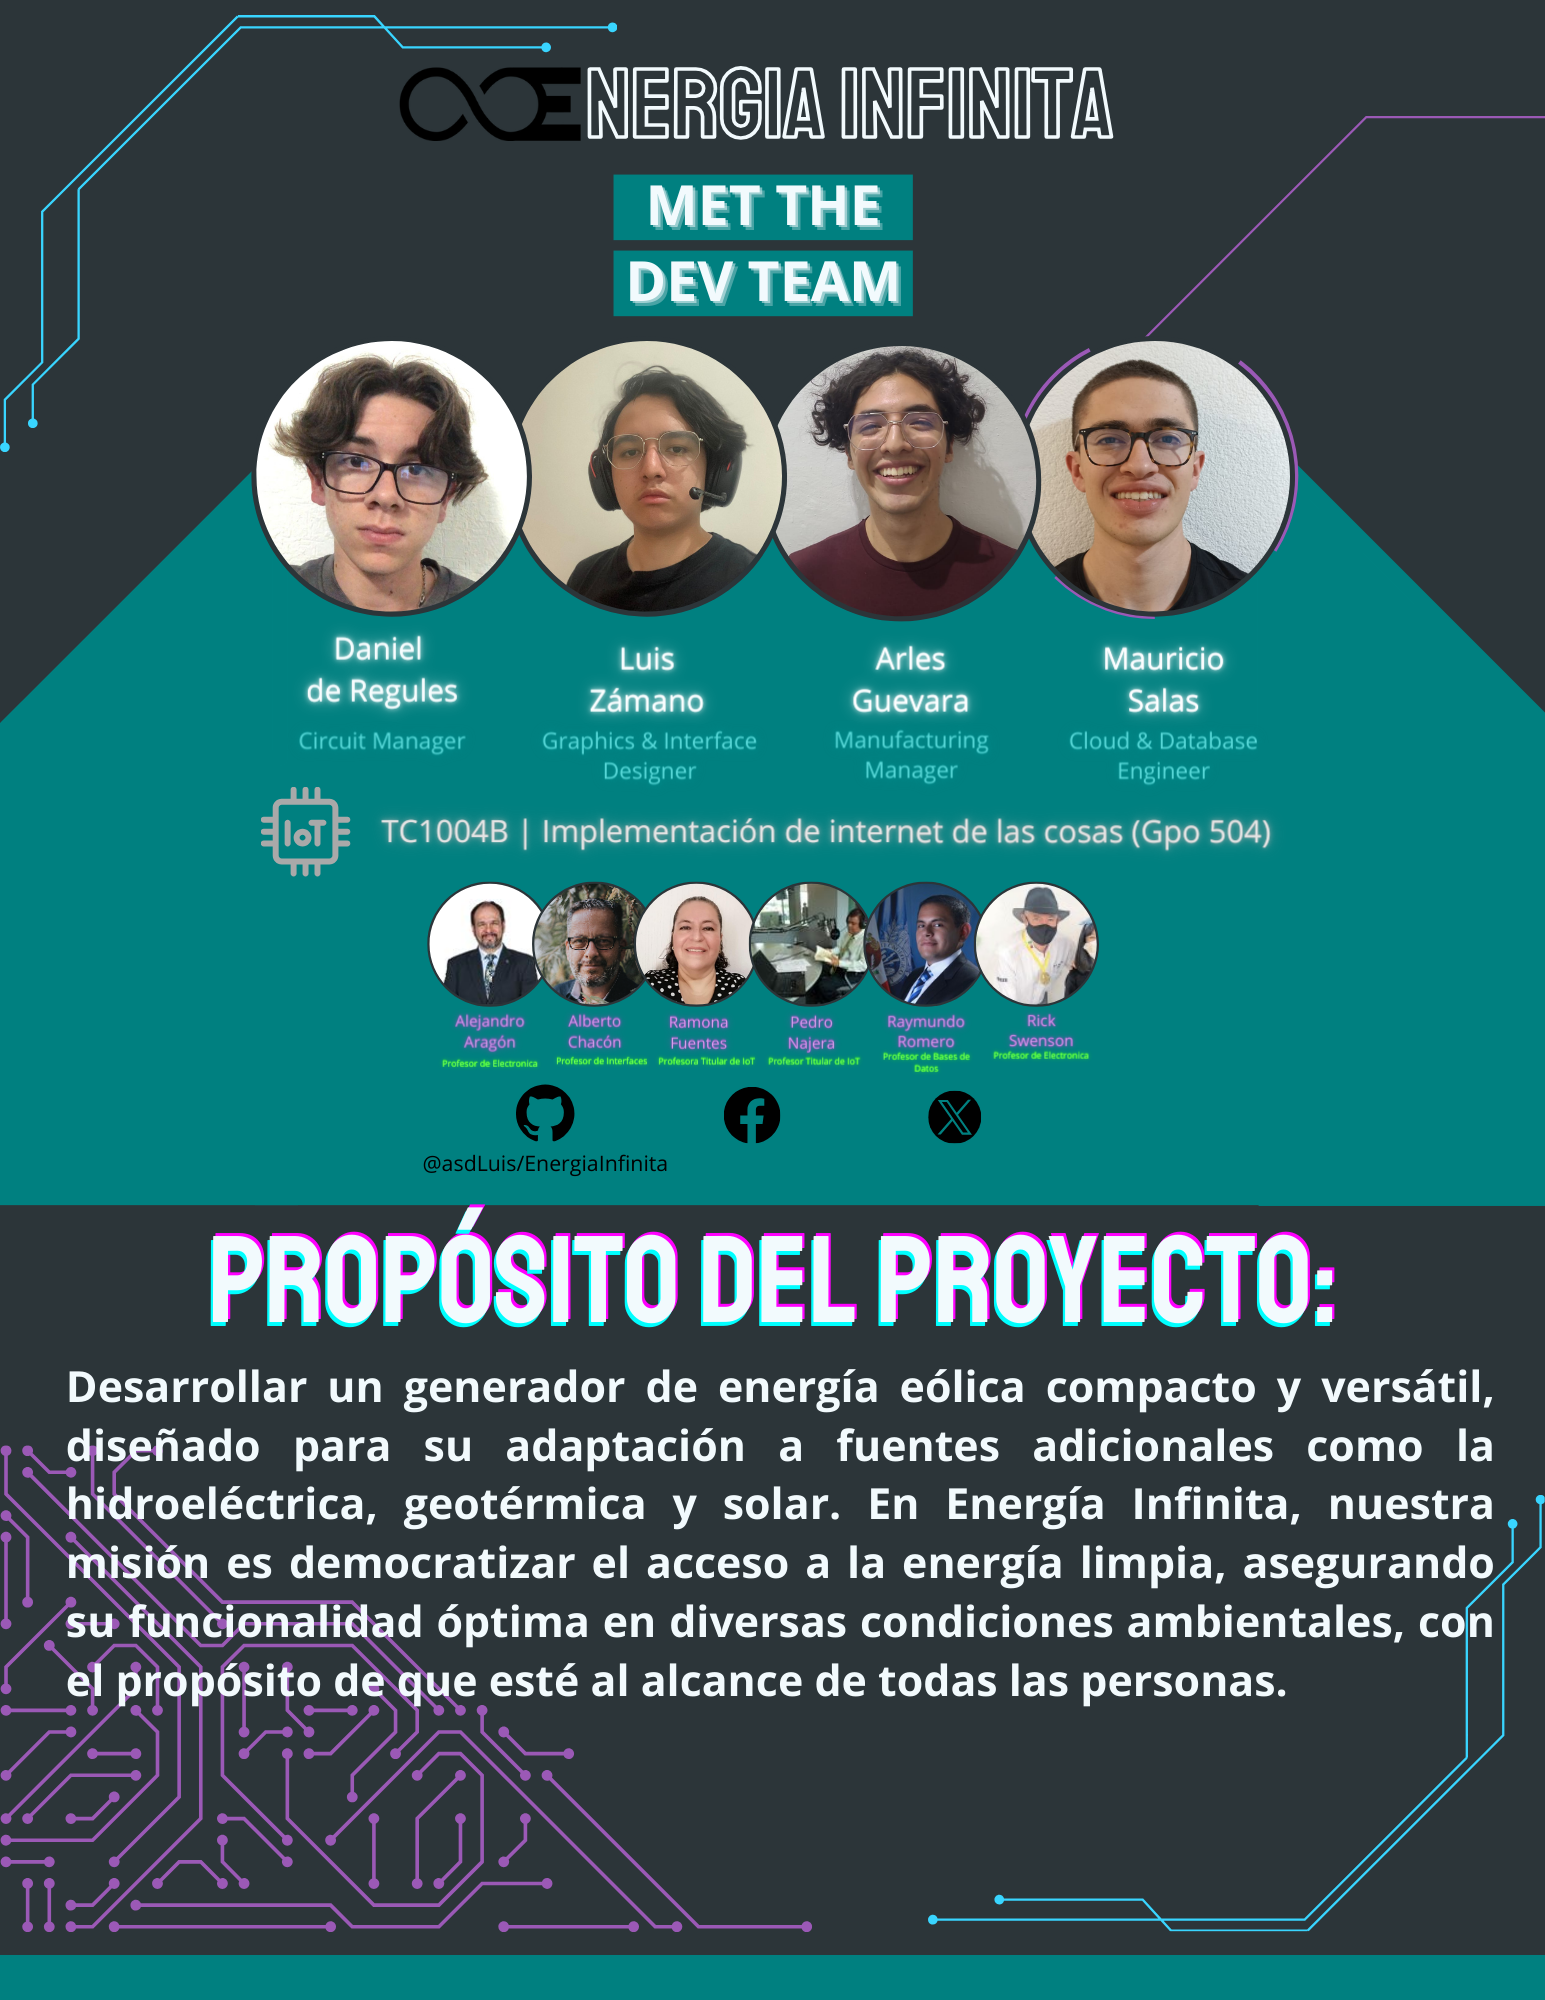 ENERGIA INFINITA
MET THE
DEV TEAM
Daniel
de Regules
Circuit Manager
Luis
Zámano
Graphics & Interface
Designer
Arles
Guevara
Manufacturing
Manager
Mauricio
Salas
Cloud & Database
Engineer
IoT
TC1004B | Implementación de internet de las cosas (Gpo 504)
Alejandro
Aragón
Profesor de Electronica
Alberto
Chacón
Profesor de Interfaces
Ramona
Fuentes
Profesora Titular de IoT
Pedro
Najera
Profesor Titular de IoT
Raymundo
Romero
Profesor de Bases de
Datos
Rick
Swenson
Profesor de Electronica
@asdLuis/EnergiaInfinita
PROPÓSITO DEL PROYECTO:
Desarrollar un generador de energía eólica compacto y versátil,
diseñado para su adaptación a fuentes adicionales como la
hidroeléctrica, geotérmica y solar. En Energía Infinita, nuestra
misión es democratizar el acceso a la energía limpia, asegurando
su funcionalidad óptima en diversas condiciones ambientales, con
el propósito de que esté al alcance de todas las personas.